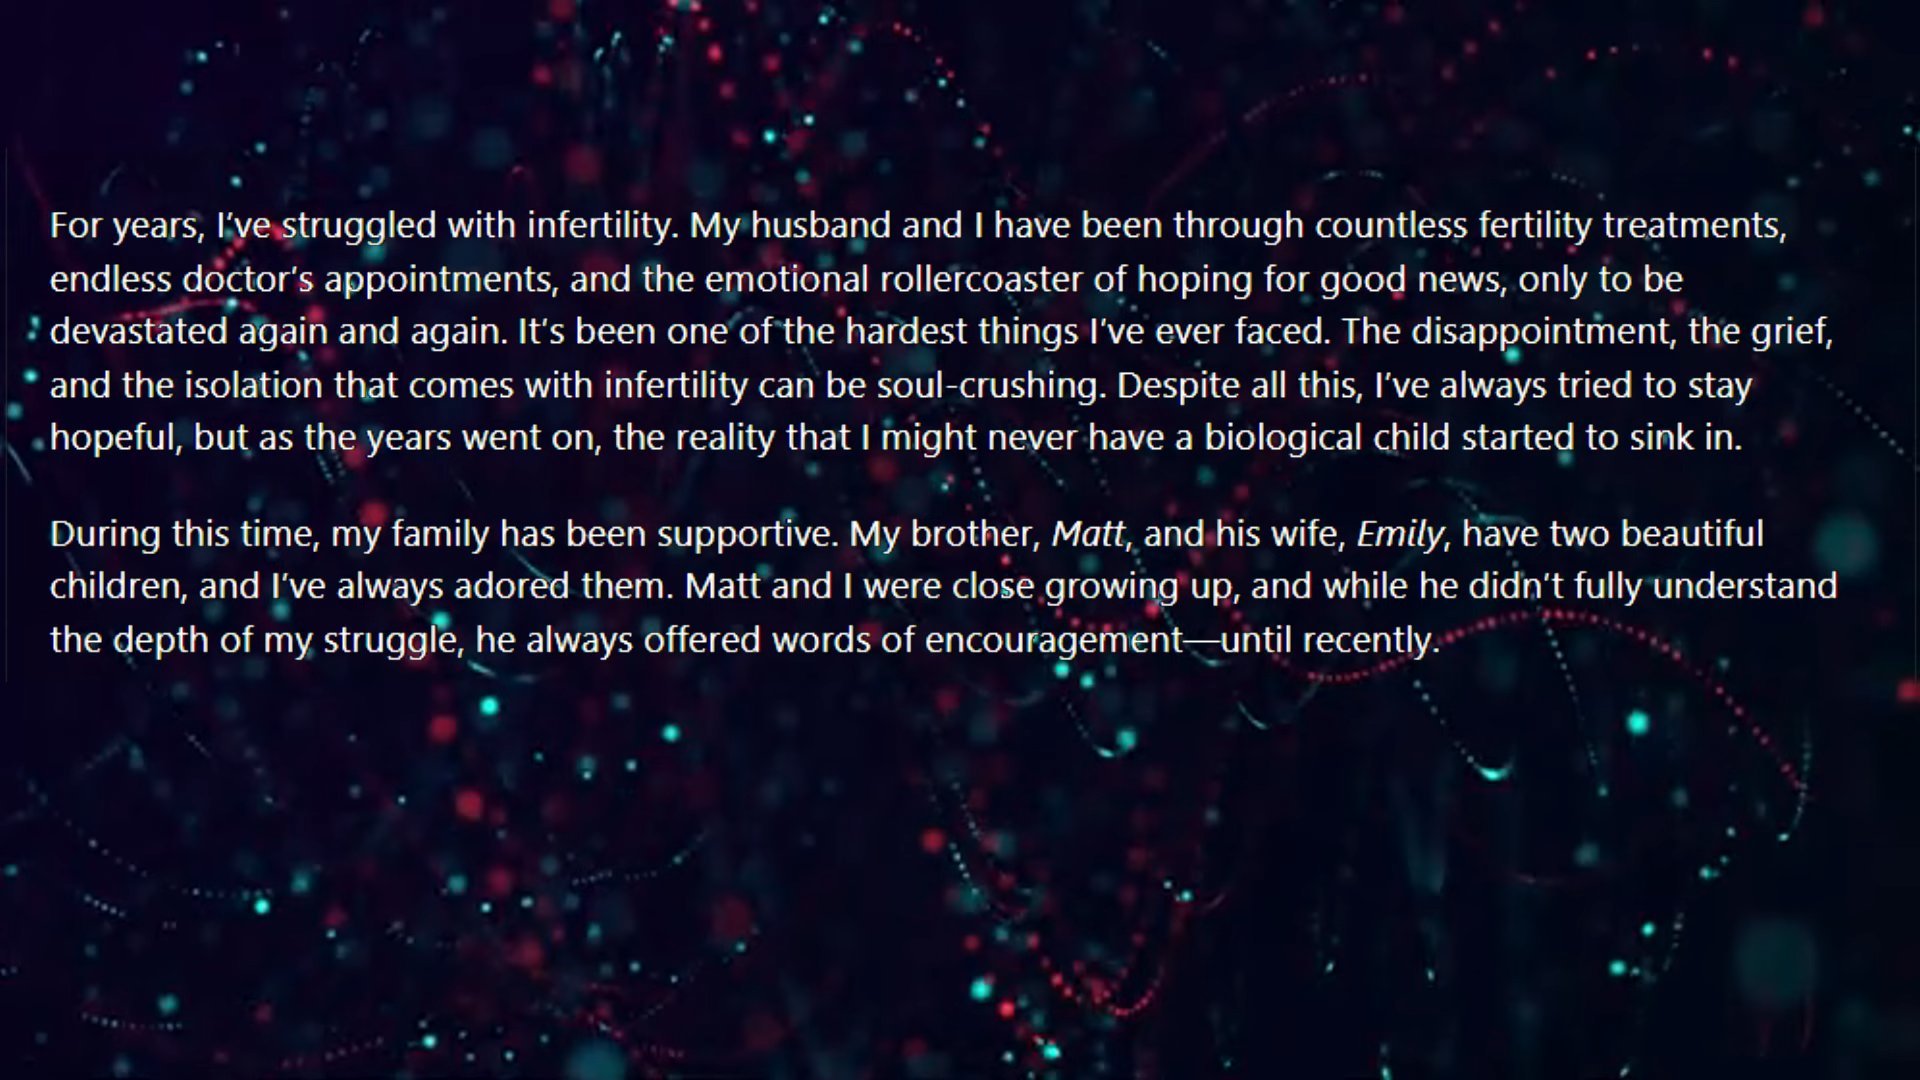 For years, I’ve struggled with infertility. My husband and I have been through countless fertility treatments,
endless doctor’s appointments, and the emotional rollercoaster of hoping for good news, only to be
devastated again and again. It’s been one of the hardest things I’ve ever faced. The disappointment, the grief,
and the isolation that comes with infertility can be soul-crushing. Despite all this, I’ve always tried to stay
hopeful, but as the years went on, the reality that I might never have a biological child started to sink in.
During this time, my family has been supportive. My brother, Matt, and his wife, Emily, have two beautiful
children, and I’ve always adored them. Matt and I were close growing up, and while he didn’t fully understand
the depth of my struggle, he always offered words of encouragement—until recently.